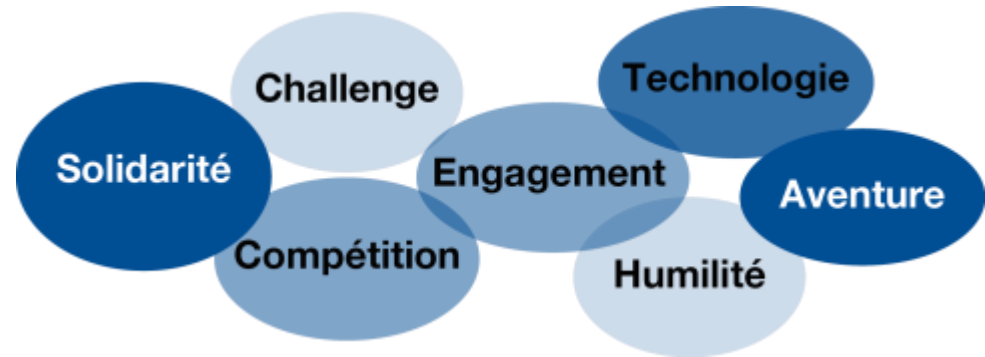 Challenge
Technologie
Solidarité
Engagement
Aventure
Compétition
Humilité